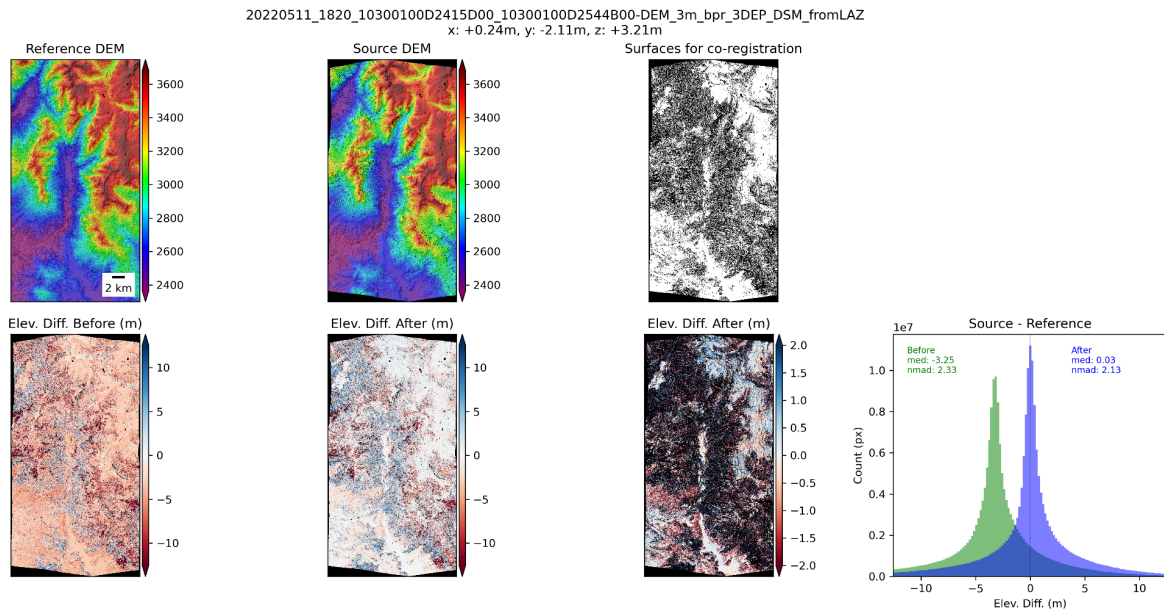 20220511_1820_10300100D2415D00_10300100D2544B00-DEM_3m_bpr_3DEP_DSM_fromLAZ
x: +0.24m, y: -2.11m, z: +3.21m
Reference DEM
Source DEM
Surfaces for co-registration
3600
3400
3200
3000
2800
2600
2400
2 km
3600
3400
3200
3000
2800
2600
2400
Elev. Diff. Before (m)
Elev. Diff. After (m)
Elev. Diff. After (m)
Source - Reference
10
5
0
−5
−10
10
5
0
−5
−10
2.0
1.5
1.0
0.5
0.0
−0.5
−1.0
−1.5
−2.0
1e7
Before
med: -3.25
nmad: 2.33
After
med: 0.03
nmad: 2.13
Count (px)
1.0
0.8
0.6
0.4
0.2
0.0
−10
−5
0
5
10
Elev. Diff. (m)